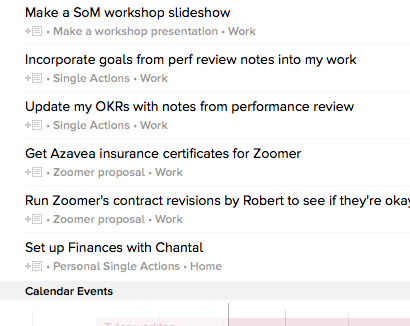 Make a SoM workshop slideshow
• Make a workshop presentation • Work
Incorporate goals from perf review notes into my work
• Single Actions • Work
Update my OKRs with notes from performance review
• Single Actions • Work
Get Azavea insurance certificates for Zoomer
• Zoomer proposal • Work
Run Zoomer's contract revisions by Robert to see if they're okay
• Zoomer proposal • Work
Set up Finances with Chantal
• Personal Single Actions • Home
Calendar Events
Tyler working